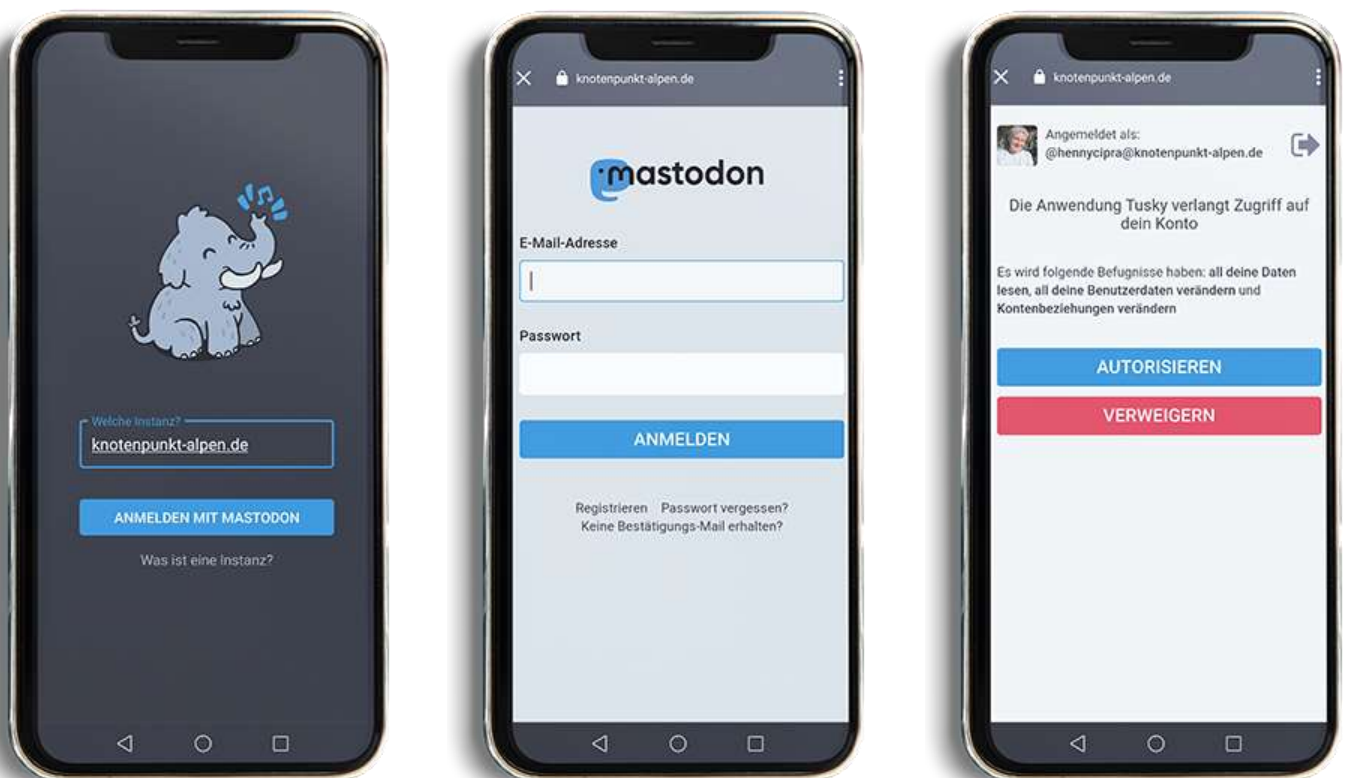 Welche Instanz?
knotenpunkt-alpen.de
ANMELDEN MIT MASTODON
Was ist eine Instanz?
knotenpunkt-alpen.de
mastodon
E-Mail-Adresse
Passwort
ANMELDEN
Registrieren Passwort vergessen?
Keine Bestätigungs-Mail erhalten?
knotenpunkt-alpen.de
Angemeldet als:
@hennycipra@knotenpunkt-alpen.de
Die Anwendung Tusky verlangt Zugriff auf
dein Konto
Es wird folgende Befugnisse haben: all deine Daten
lesen, all deine Benutzerdaten verändern und
Kontenbeziehungen verändern
AUTORISIEREN
VERWEIGERN